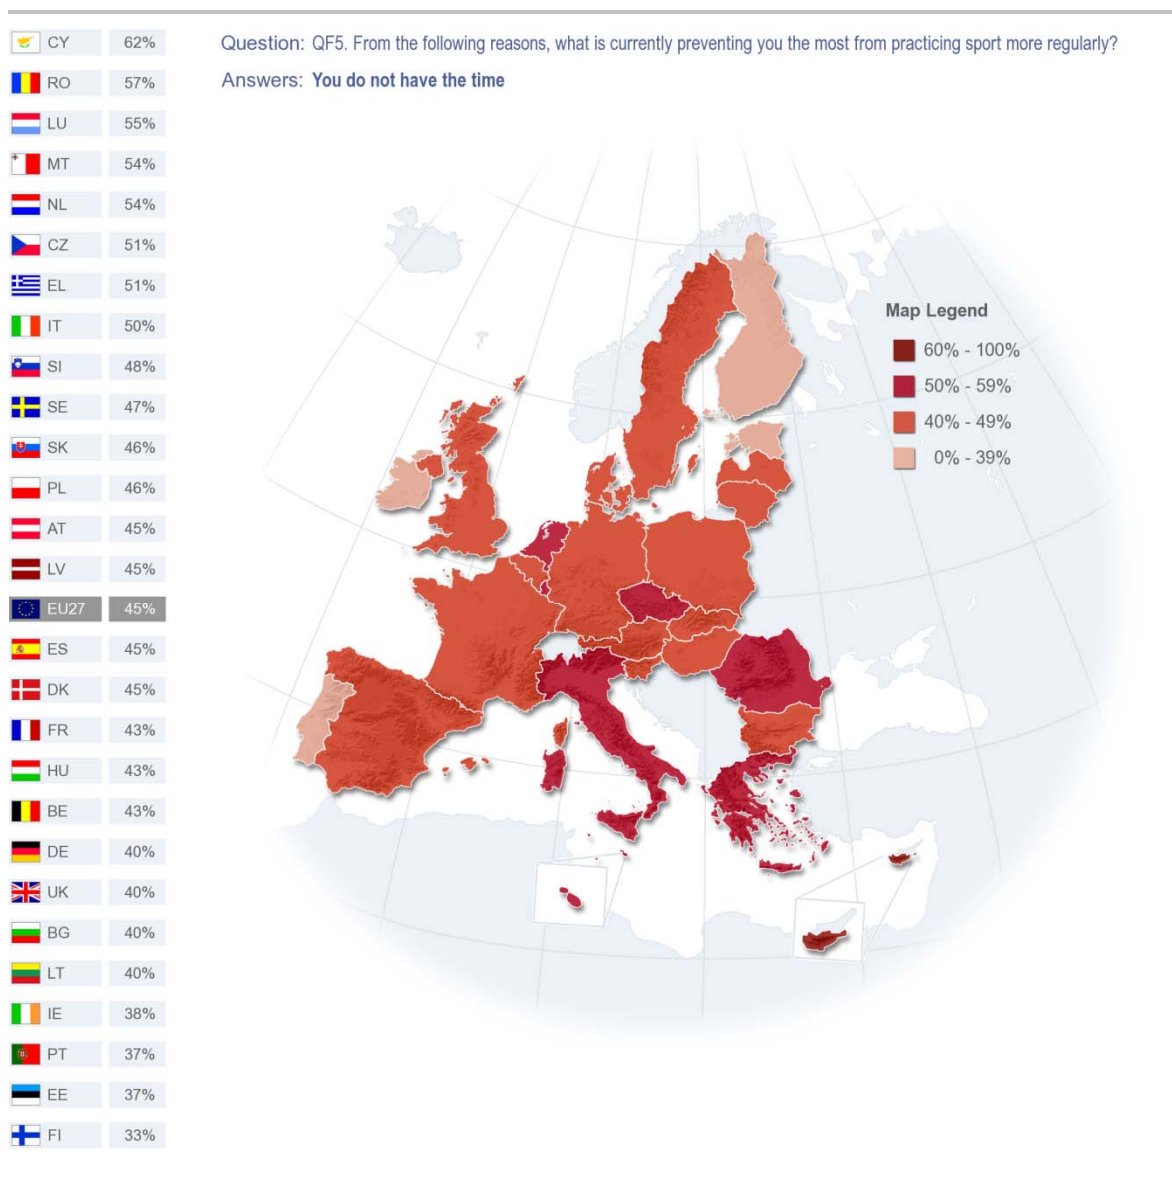 Question: QF5. From the following reasons, what is currently preventing you the most from practicing sport more regularly?
Answers: You do not have the time
CY 62%
RO 57%
LU 55%
MT 54%
NL 54%
CZ 51%
EL 51%
IT 50%
SI 48%
SE 47%
SK 46%
PL 46%
AT 45%
LV 45%
EU27 45%
ES 45%
DK 45%
FR 43%
HU 43%
BE 43%
DE 40%
UK 40%
BG 40%
LT 40%
IE 38%
PT 37%
EE 37%
FI 33%
Map Legend
60% - 100%
50% - 59%
40% - 49%
0% - 39%